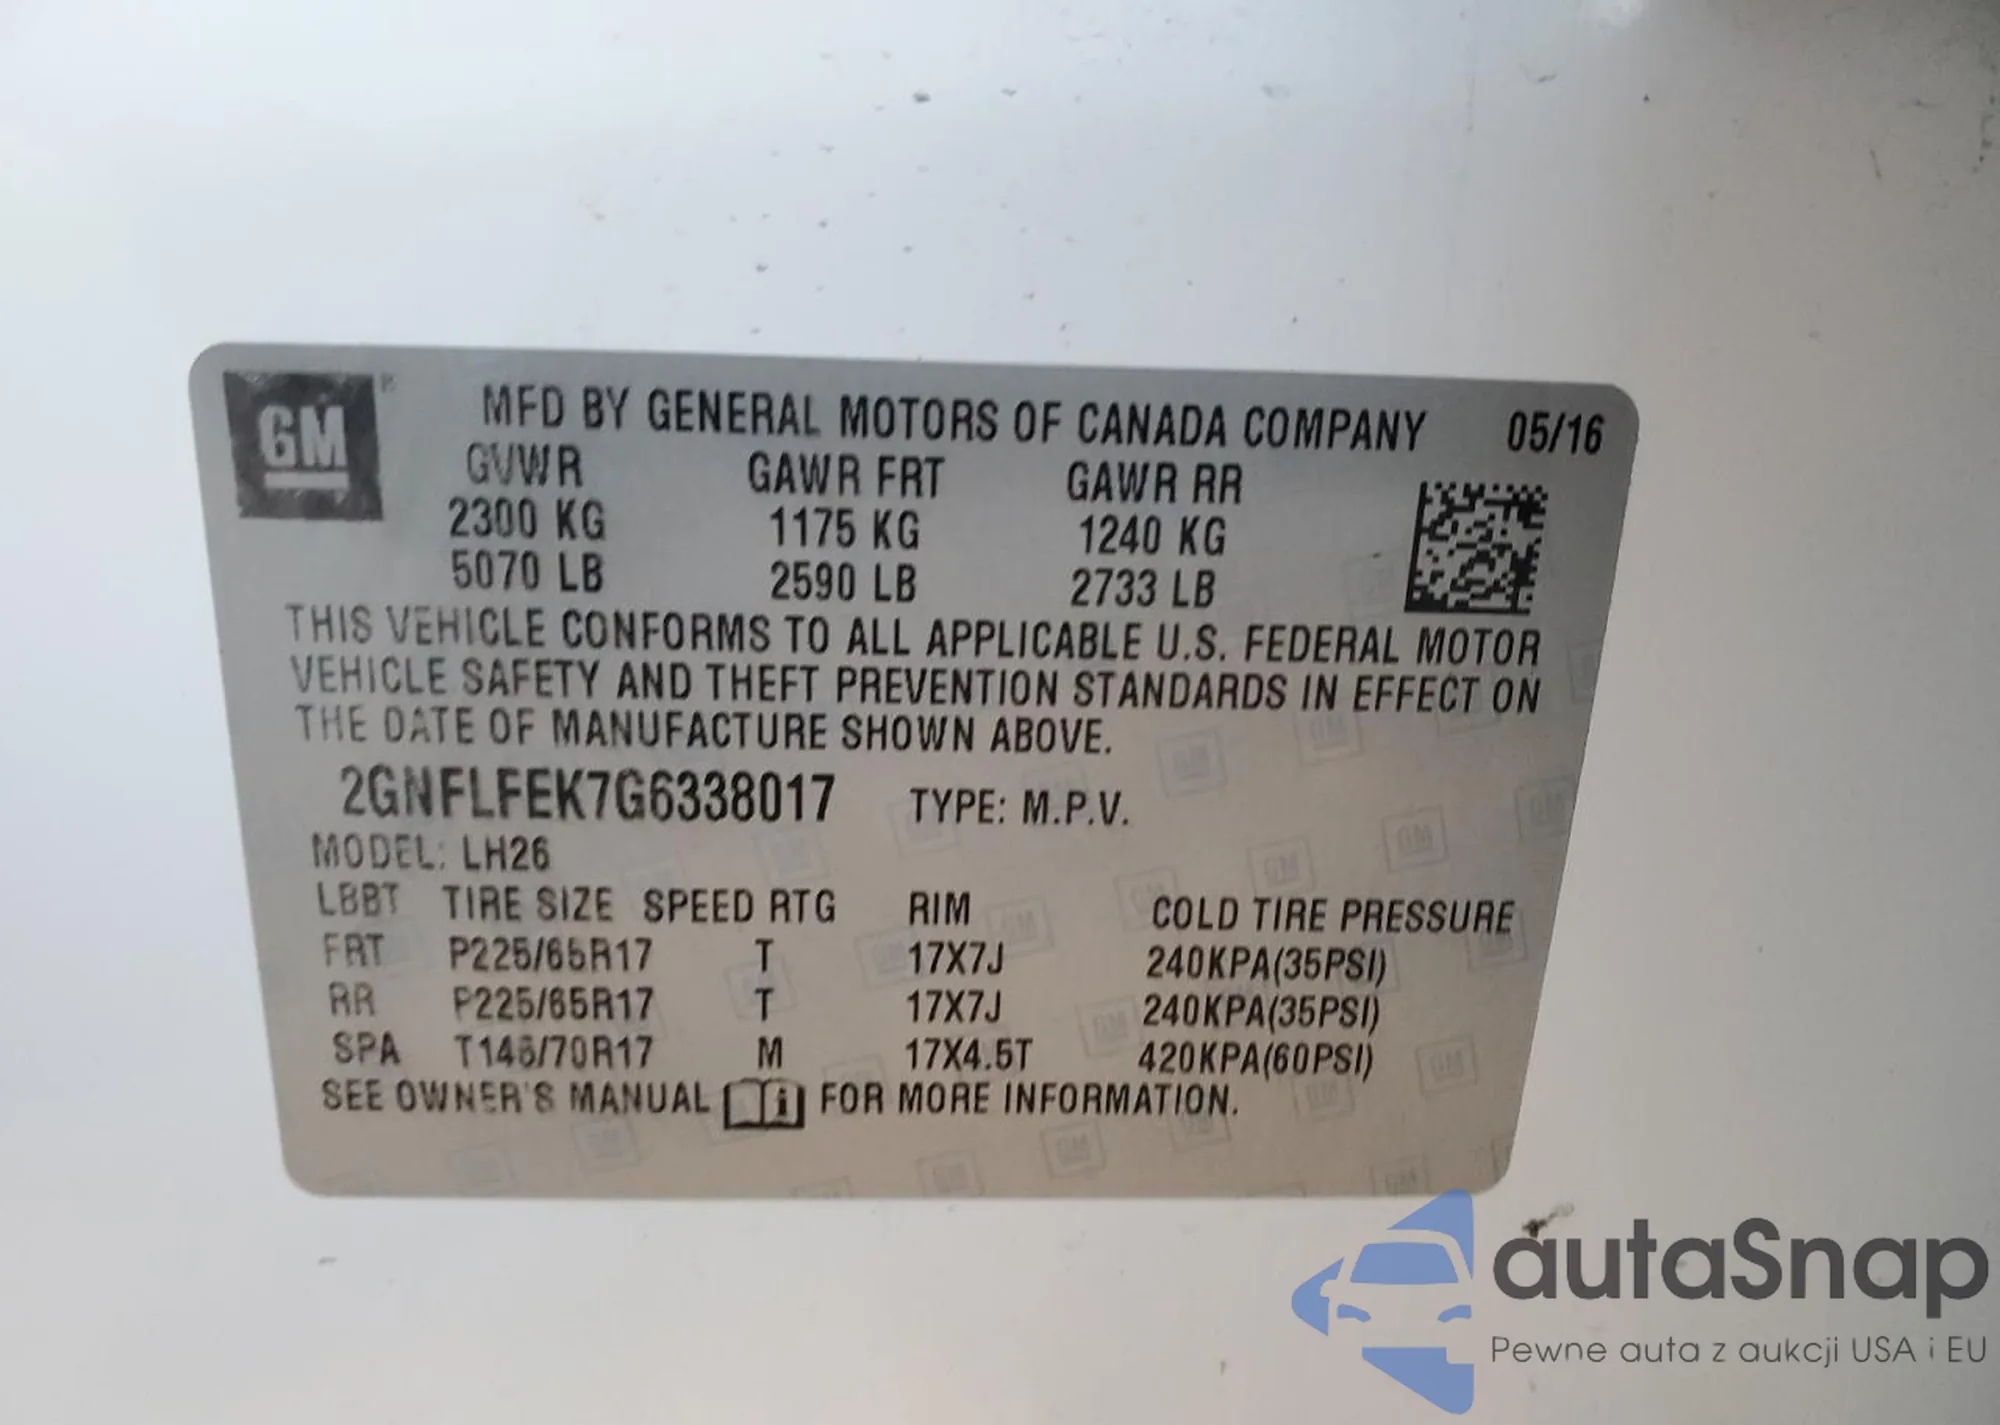 GM
MFD BY GENERAL MOTORS OF CANADA COMPANY 05/16
GVWR GAWR FRT GAWR RR
2300 KG 1175 KG 1240 KG
5070 LB 2590 LB 2733 LB
THIS VEHICLE CONFORMS TO ALL APPLICABLE U.S. FEDERAL MOTOR
VEHICLE SAFETY AND THEFT PREVENTION STANDARDS IN EFFECT ON
THE DATE OF MANUFACTURE SHOWN ABOVE.
2GNFLFEK7G6338017 TYPE: M.P.V.
MODEL: LH26
LBBT TIRE SIZE SPEED RTG RIM COLD TIRE PRESSURE
FRT P225/65R17 T 17X7J 240KPA(35PSI)
RR P225/65R17 T 17X7J 240KPA(35PSI)
SPA T145/70R17 M 17X4.5T 420KPA(60PSI)
SEE OWNER'S MANUAL FOR MORE INFORMATION.
autaSnap
Pewne auta z aukcji USA i EU